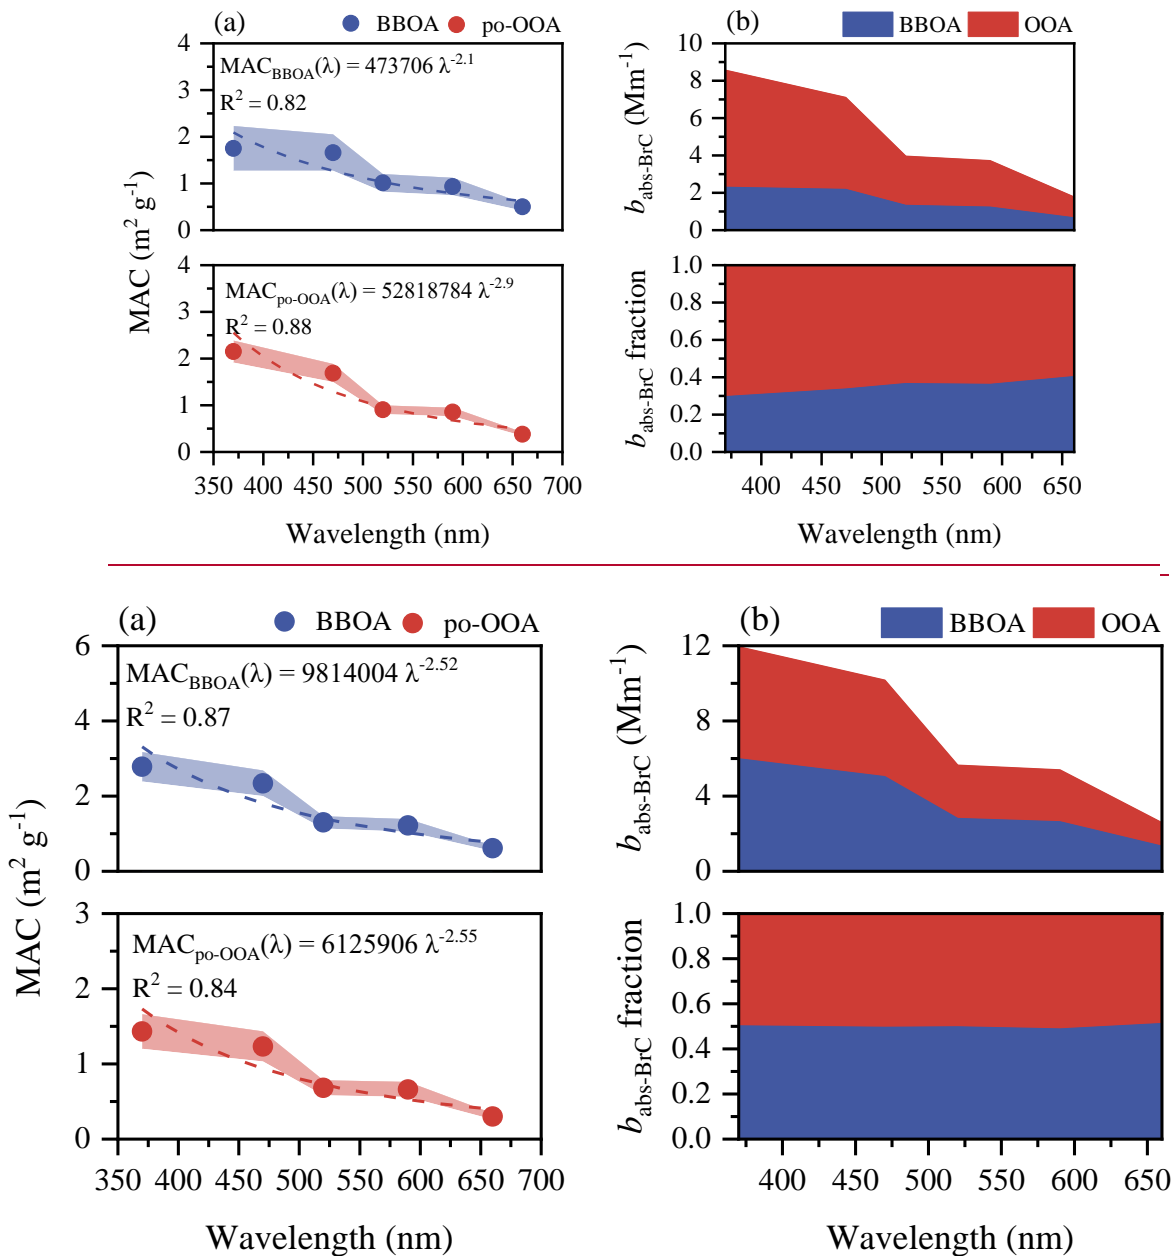 (a)
BBOA po-OOA
MAC (m² g⁻¹)
4
3
2
1
0
MAC_BBOA(λ) = 473706 λ^-2.1
R² = 0.82
4
3
2
1
0
MAC_po-OOA(λ) = 52818784 λ^-2.9
R² = 0.88
350 400 450 500 550 600 650 700
Wavelength (nm)
(b)
BBOA OOA
b_abs-BrC (Mm⁻¹)
10
8
6
4
2
0
b_abs-BrC fraction
1.0
0.8
0.6
0.4
0.2
0.0
400 450 500 550 600 650
Wavelength (nm)
(a)
BBOA po-OOA
MAC (m² g⁻¹)
6
4
2
0
MAC_BBOA(λ) = 9814004 λ^-2.52
R² = 0.87
3
2
1
0
MAC_po-OOA(λ) = 6125906 λ^-2.55
R² = 0.84
350 400 450 500 550 600 650 700
Wavelength (nm)
(b)
BBOA OOA
b_abs-BrC (Mm⁻¹)
12
8
4
0
b_abs-BrC fraction
1.0
0.8
0.6
0.4
0.2
0.0
400 450 500 550 600 650
Wavelength (nm)